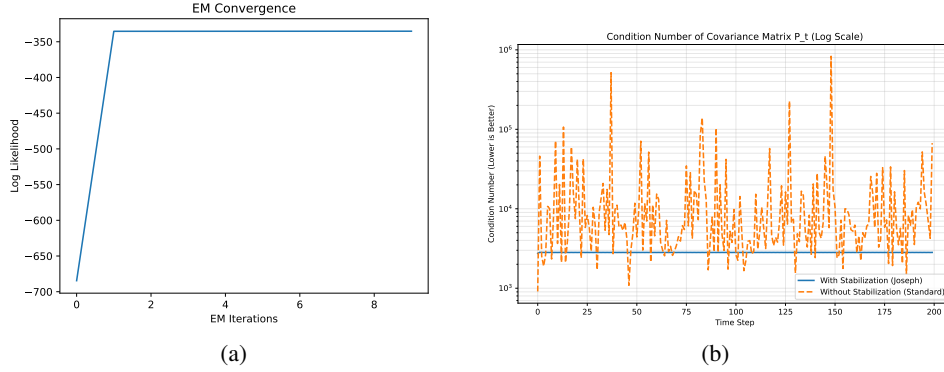 EM Convergence
Log Likelihood
−350
−400
−450
−500
−550
−600
−650
−700
0 2 4 6 8
EM Iterations
(a)
Condition Number of Covariance Matrix P_t (Log Scale)
Condition Number (Lower is Better)
10^6
10^5
10^4
10^3
With Stabilization (Joseph)
Without Stabilization (Standard)
0 25 50 75 100 125 150 175 200
Time Step
(b)